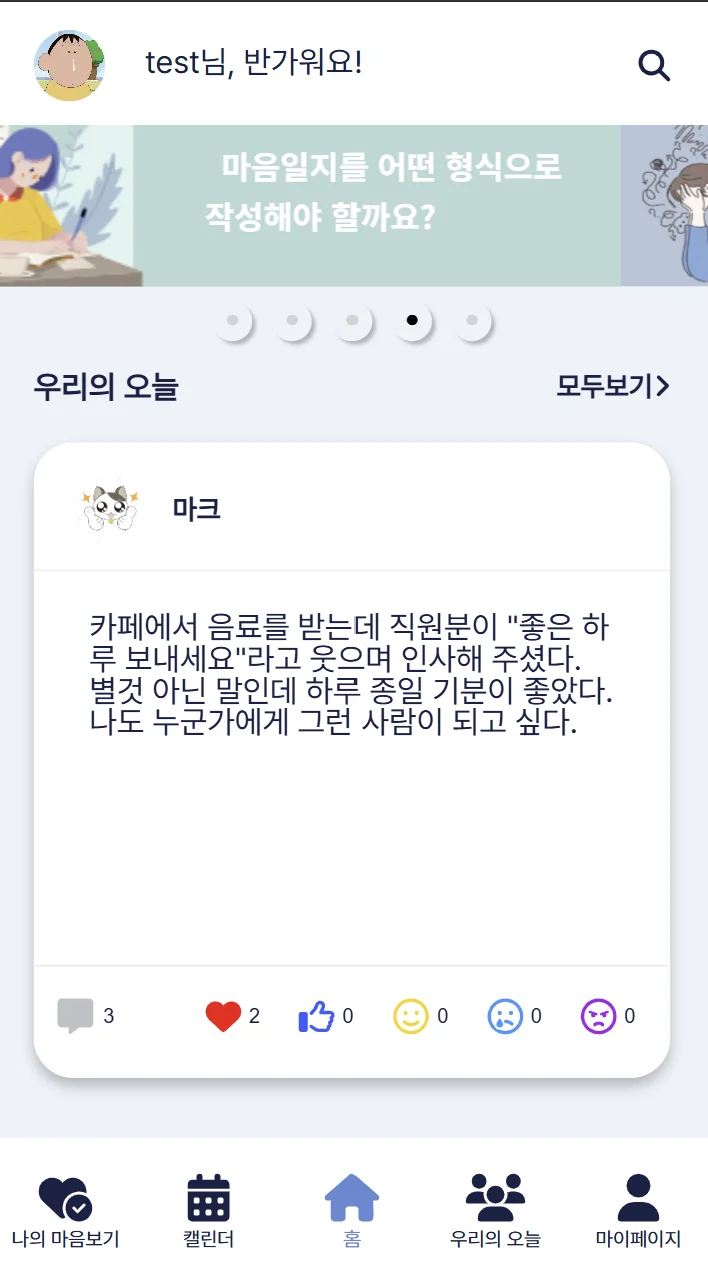 test님, 반가워요!
마음일지를 어떤 형식으로
작성해야 할까요?
우리의 오늘
모두보기
마크
카페에서 음료를 받는데 직원분이 "좋은 하
루 보내세요"라고 웃으며 인사해 주셨다.
별것 아닌 말인데 하루 종일 기분이 좋았다.
나도 누군가에게 그런 사람이 되고 싶다.
3 2 0 0 0 0
나의 마음보기 캘린더 홈 우리의 오늘 마이페이지